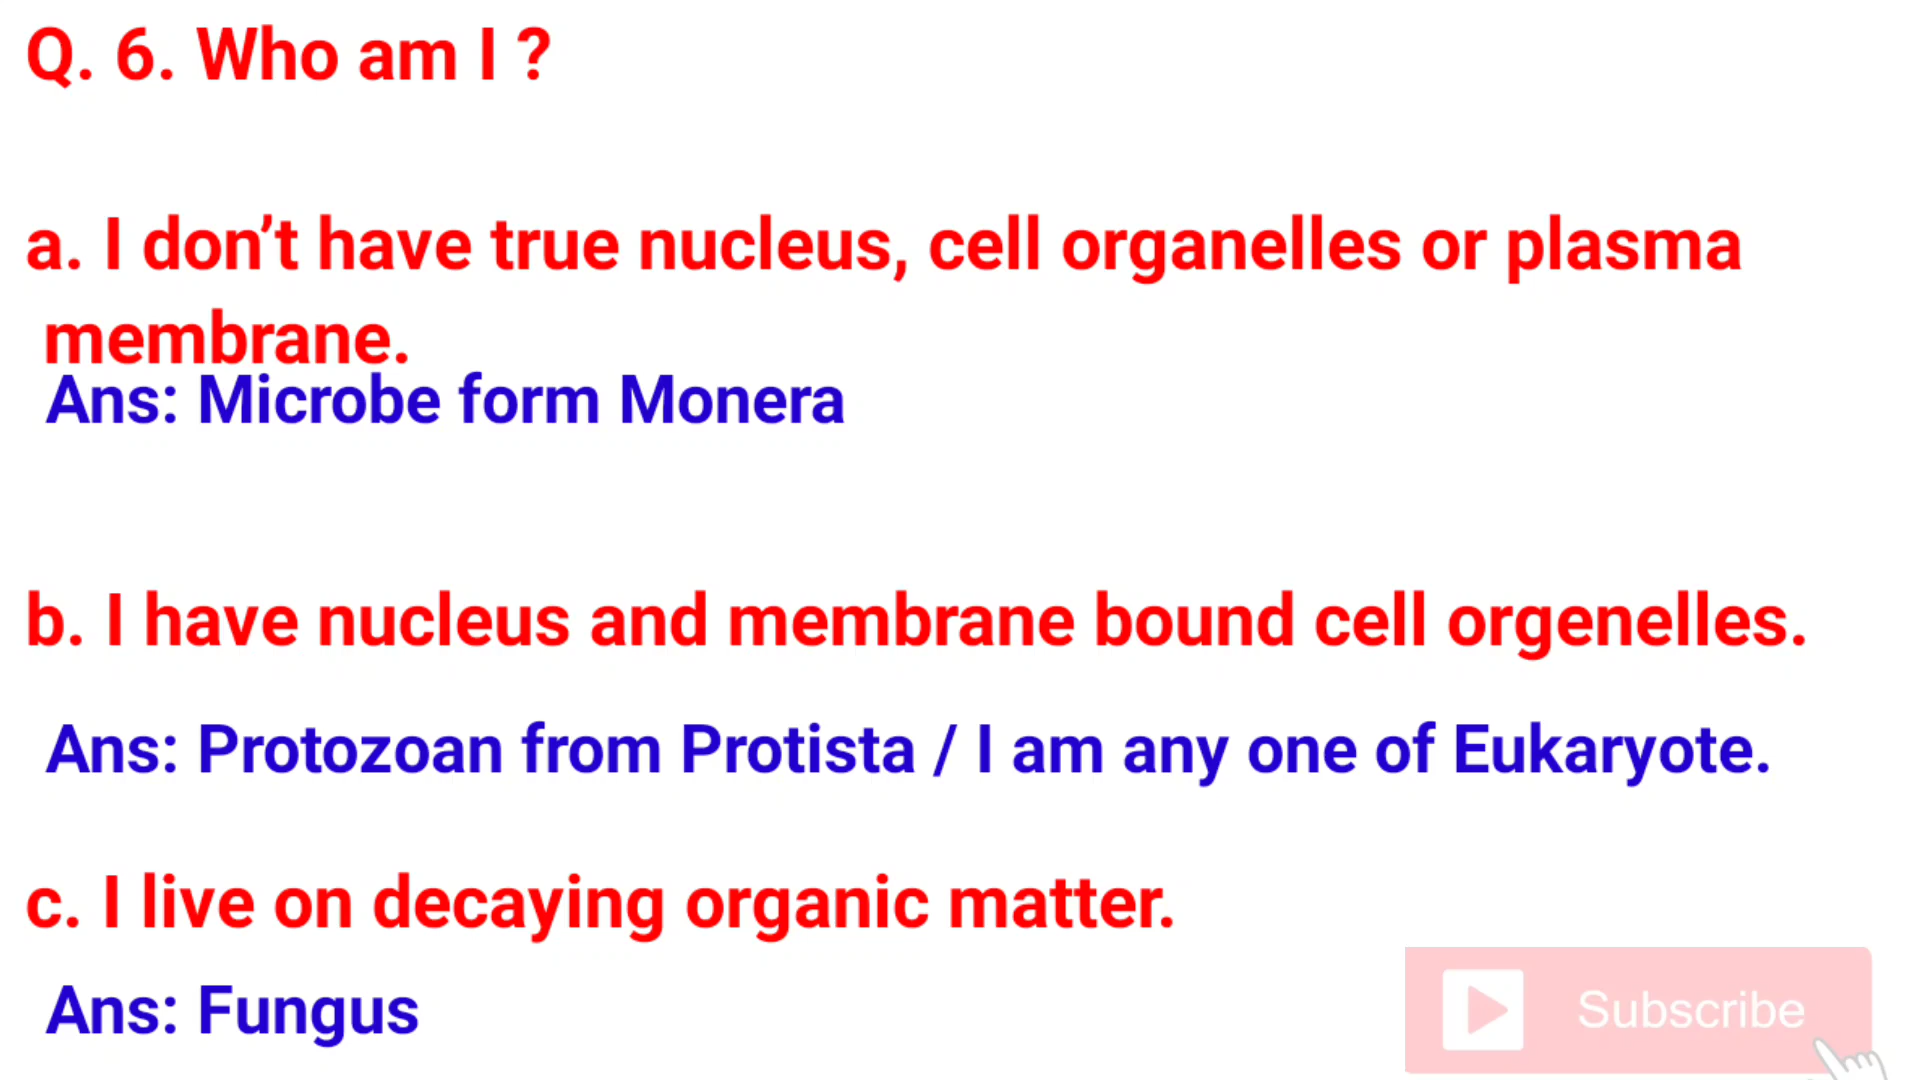 Q. 6. Who am I ?
a. I don’t have true nucleus, cell organelles or plasma
membrane.
Ans: Microbe form Monera
b. I have nucleus and membrane bound cell orgenelles.
Ans: Protozoan from Protista / I am any one of Eukaryote.
c. I live on decaying organic matter.
Ans: Fungus
Subscribe